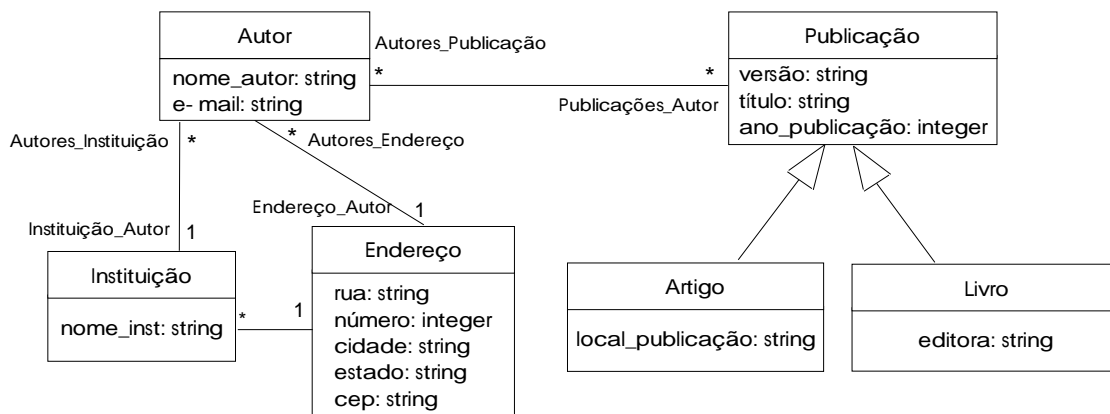 Autor
nome_autor: string
e- mail: string
Autores_Publicação
*
*
Publicações_Autor
Publicação
versão: string
título: string
ano_publicação: integer
Autores_Instituição
*
*
Autores_Endereço
Instituição_Autor
1
Endereço_Autor
1
Instituição
nome_inst: string
*
1
Endereço
rua: string
número: integer
cidade: string
estado: string
cep: string
Artigo
local_publicação: string
Livro
editora: string